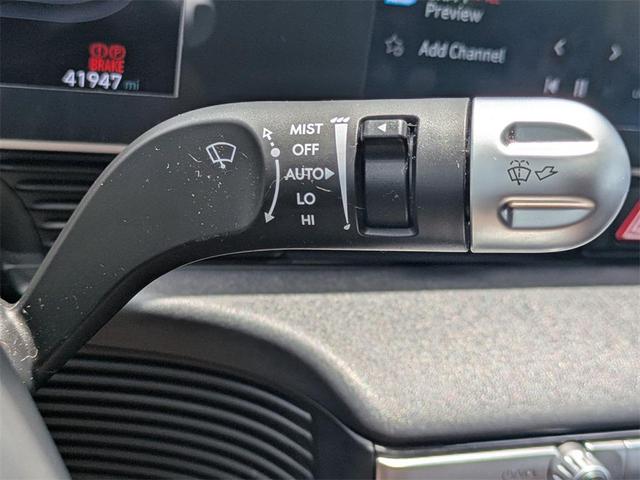 Preview
Add Channel
BRAKE
41947 mi
MIST
OFF
AUTO
LO
HI